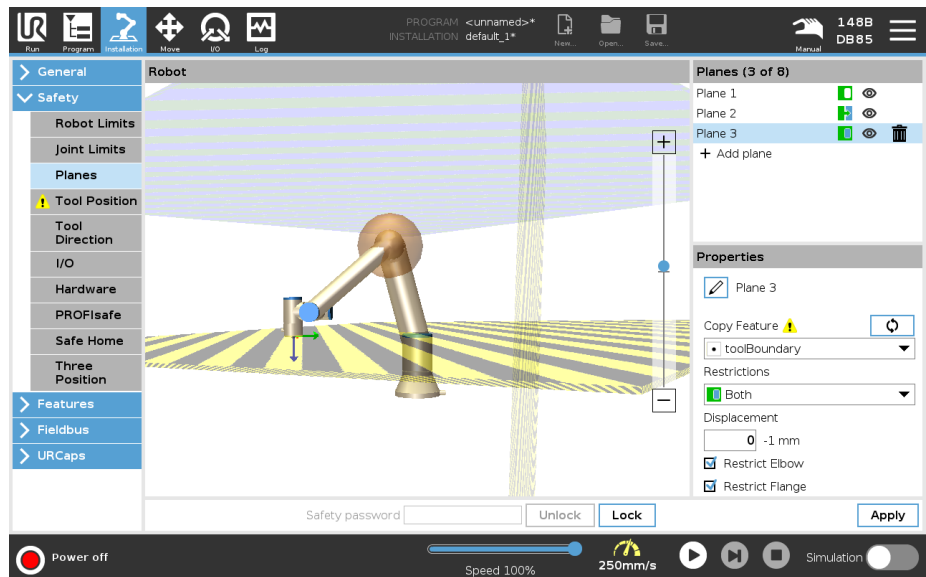 PROGRAM <unnamed>*
INSTALLATION default_1*
148B
DB85
Run
Program
Installation
Move
I/O
Log
New...
Open...
Save...
Manual
General
Safety
Robot Limits
Joint Limits
Planes
Tool Position
Tool
Direction
I/O
Hardware
PROFIsafe
Safe Home
Three
Position
Features
Fieldbus
URCaps
Robot
Planes (3 of 8)
Plane 1
Plane 2
Plane 3
+ Add plane
Properties
Plane 3
Copy Feature
toolBoundary
Restrictions
Both
Displacement
0 -1 mm
Restrict Elbow
Restrict Flange
Safety password
Unlock
Lock
Apply
Power off
Speed 100%
250mm/s
Simulation